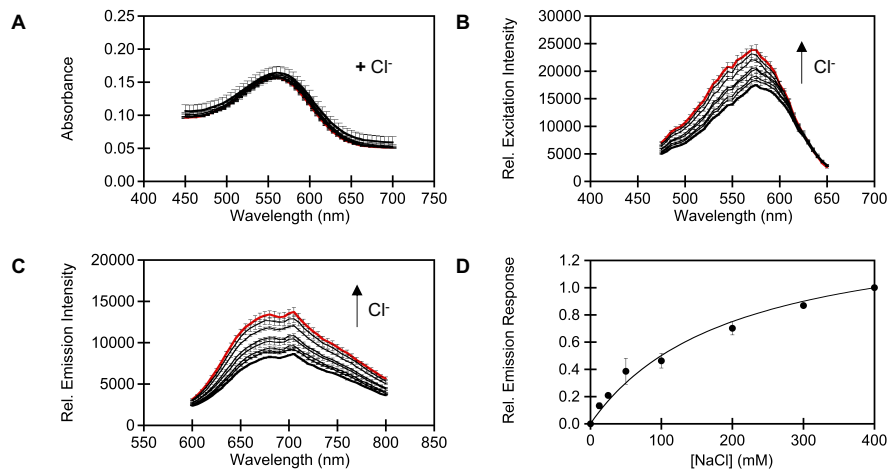 A
Absorbance
0.25
0.20
0.15
0.10
0.05
0.00
+ Cl-
400 450 500 550 600 650 700 750
Wavelength (nm)
B
Rel. Excitation Intensity
30000
25000
20000
15000
10000
5000
0
Cl-
400 450 500 550 600 650 700
Wavelength (nm)
C
Rel. Emission Intensity
20000
15000
10000
5000
0
Cl-
550 600 650 700 750 800 850
Wavelength (nm)
D
Rel. Emission Response
1.2
1.0
0.8
0.6
0.4
0.2
0.0
0 100 200 300 400
[NaCl] (mM)